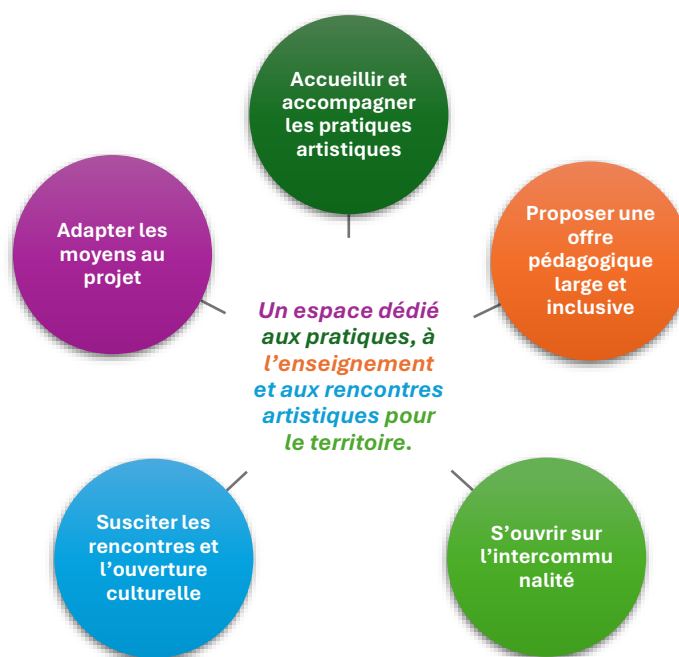 Accueillir et
accompagner
les pratiques
artistiques
Adapter les
moyens au
projet
Proposer une
offre
pédagogique
large et
inclusive
Un espace dédié
aux pratiques, à
l’enseignement
et aux rencontres
artistiques pour
le territoire.
Susciter les
rencontres et
l’ouverture
culturelle
S’ouvrir sur
l’intercommu
nalité